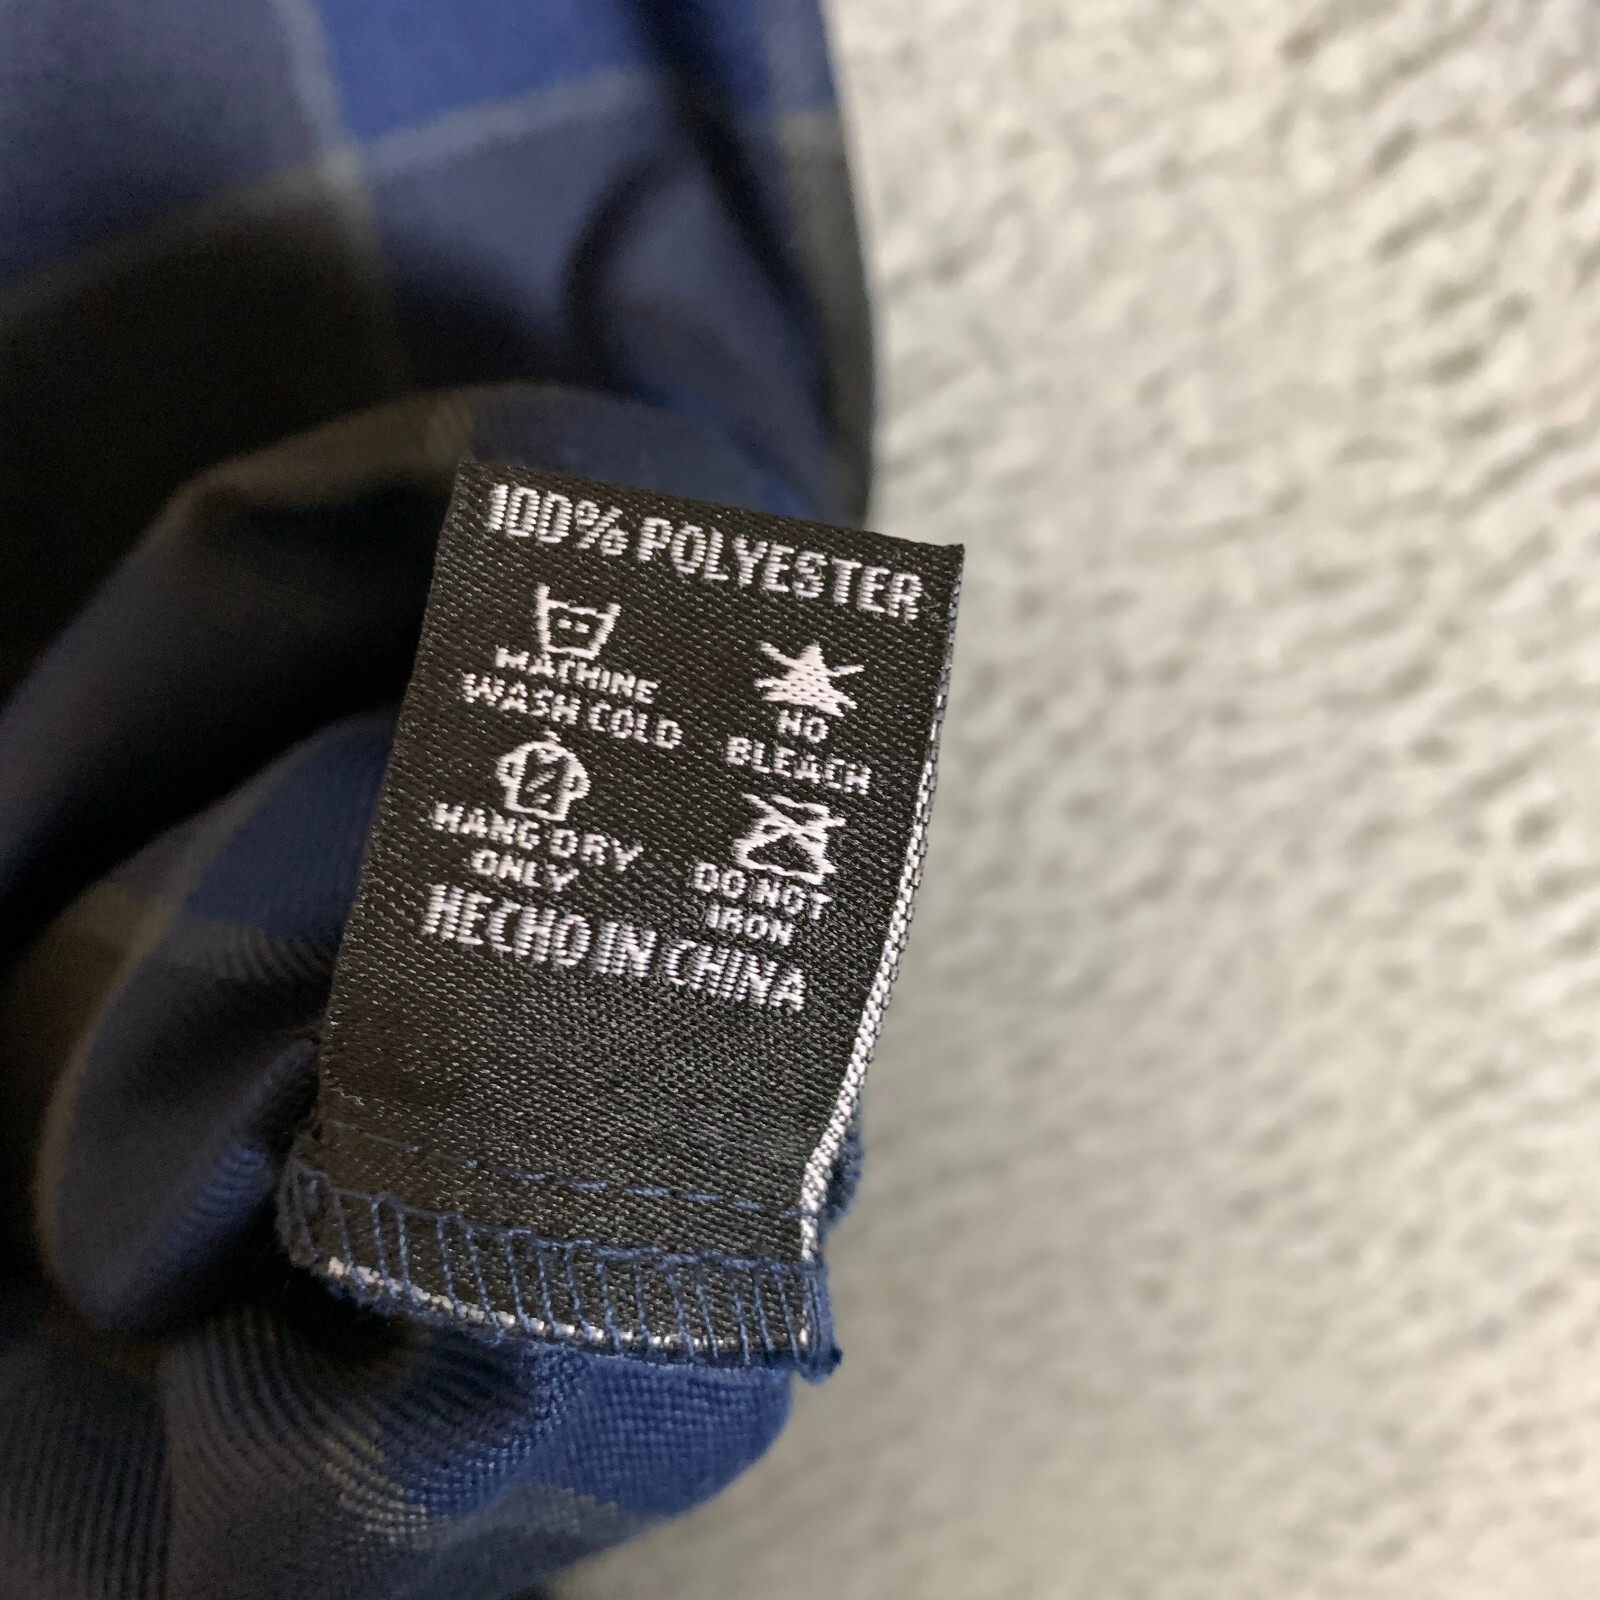 100% POLYESTER
MACHINE
WASH COLD
NO
BLEACH
HANG DRY
ONLY
DO NOT
IRON
HECHO IN CHINA